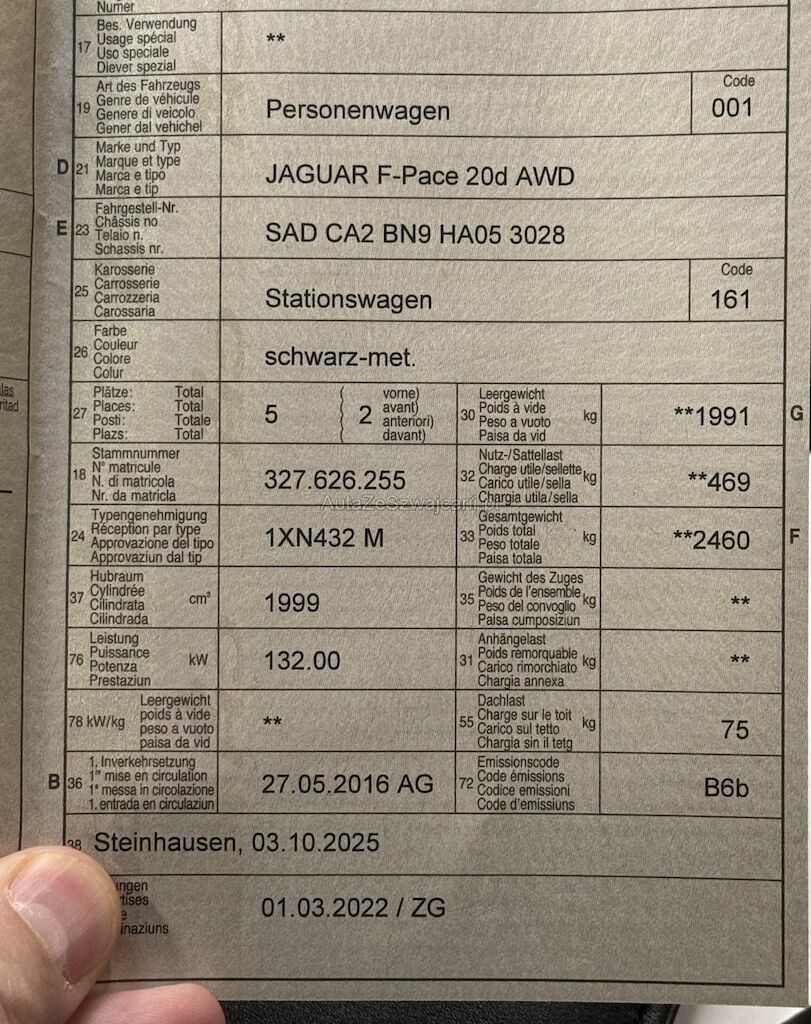 Numer
17
Bes. Verwendung
Usage spécial
Uso speciale
Diever spezial
**
19
Art des Fahrzeugs
Genre de véhicule
Genere di veicolo
Gener dal vehichel
Personenwagen
Code
001
D
21
Marke und Typ
Marque et type
Marca e tipo
Marca e tip
JAGUAR F-Pace 20d AWD
E
23
Fahrgestell-Nr.
Châssis no
Telaio n.
Schassis nr.
SAD CA2 BN9 HA05 3028
25
Karosserie
Carrosserie
Carrozzeria
Carossaria
Stationswagen
Code
161
26
Farbe
Couleur
Colore
Colur
schwarz-met.
27
Plätze: Total
Places: Total
Posti: Totale
Plazs: Total
5
( 2
vorne)
avant)
anteriori)
davant)
30
Leergewicht
Poids à vide
Peso a vuoto
Paisa da vid
kg
**1991
G
18
Stammnummer
N° matricule
N. di matricola
Nr. da matricla
327.626.255
32
Nutz-/Sattellast
Charge utile/sellette
Carico utile/sella
Chargia utila/sella
kg
**469
24
Typengenehmigung
Réception par type
Approvazione del tipo
Approvaziun dal tip
1XN432 M
33
Gesamtgewicht
Poids total
Peso totale
Paisa totala
kg
**2460
F
37
Hubraum
Cylindrée
Cilindrata
Cilindrada
cm³
1999
35
Gewicht des Zuges
Poids de l'ensemble
Peso del convoglio
Paisa cumposiziun
kg
**
76
Leistung
Puissance
Potenza
Prestaziun
kW
132.00
31
Anhängelast
Poids remorquable
Carico rimorchiato
Chargia annexa
kg
**
78 kW/kg
Leergewicht
poids à vide
peso a vuoto
paisa da vid
**
55
Dachlast
Charge sur le toit
Carico sul tetto
Chargia sin il tetg
kg
75
B
36
1. Inverkehrsetzung
1re mise en circulation
1a messa in circolazione
1. entrada en circulaziun
27.05.2016 AG
72
Emissionscode
Code émissions
Codice emissioni
Code d'emissiuns
B6b
38
Steinhausen, 03.10.2025
01.03.2022 / ZG